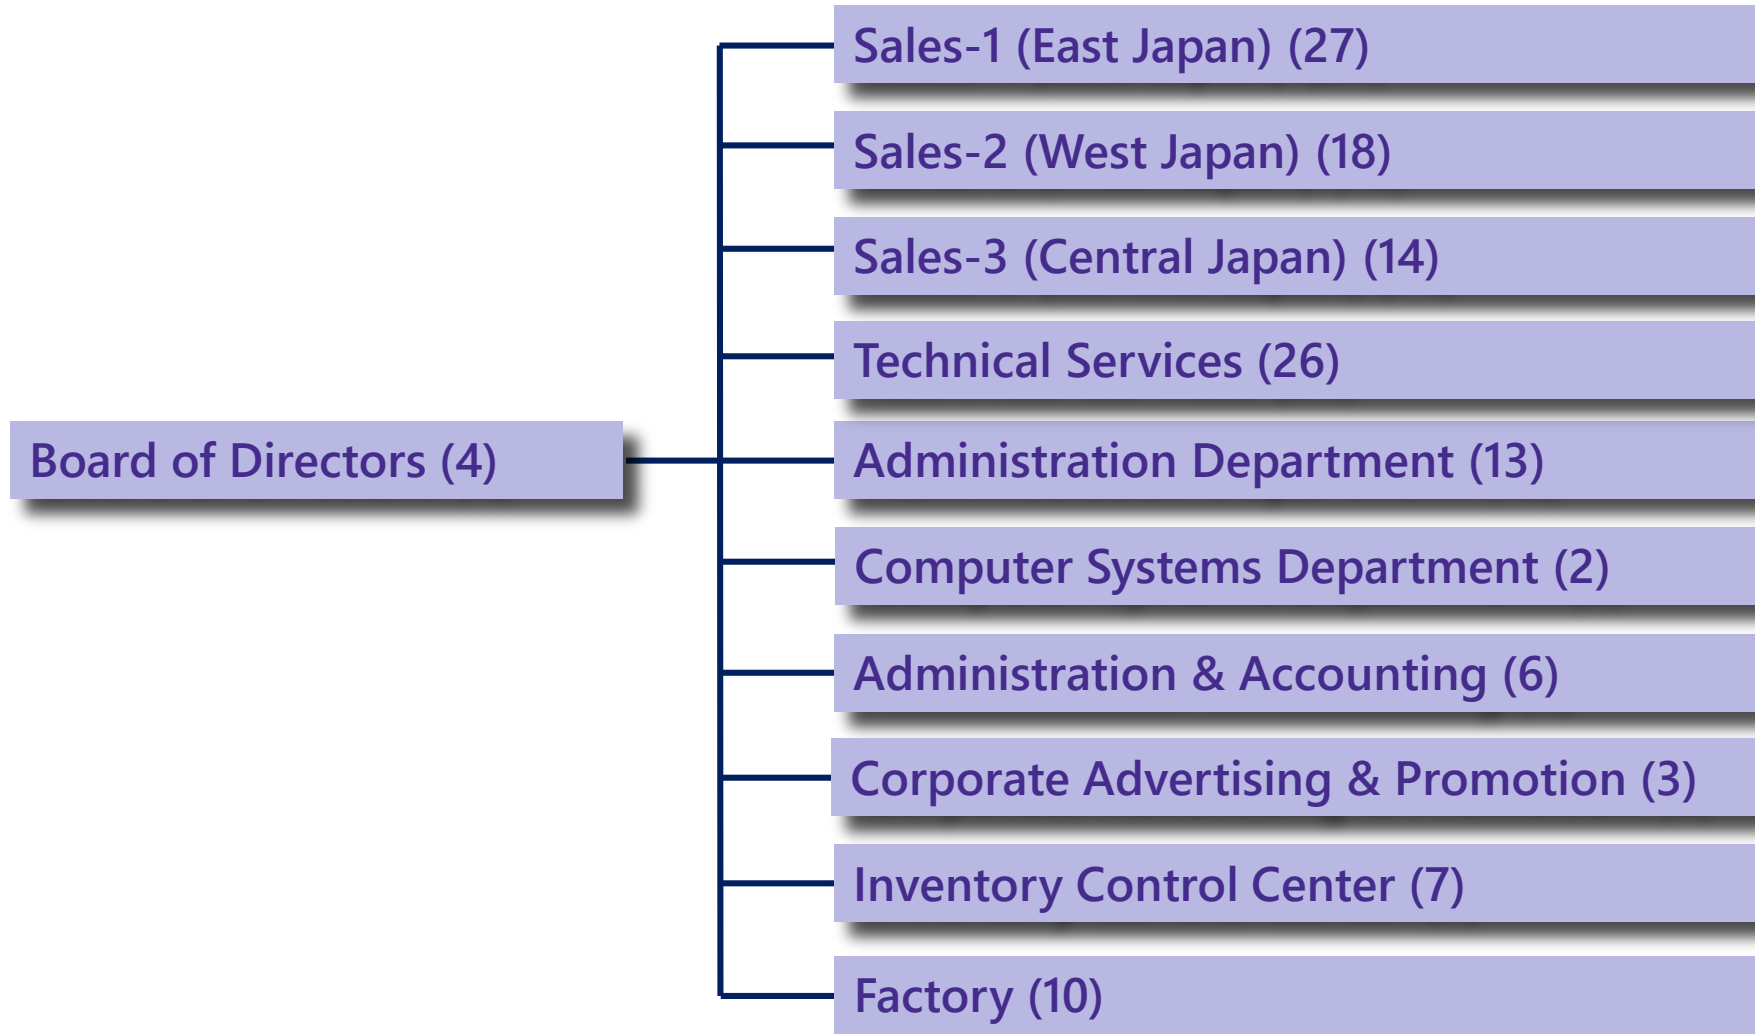 Sales-1 (East Japan) (27)
Sales-2 (West Japan) (18)
Sales-3 (Central Japan) (14)
Technical Services (26)
Board of Directors (4)
Administration Department (13)
Computer Systems Department (2)
Administration & Accounting (6)
Corporate Advertising & Promotion (3)
Inventory Control Center (7)
Factory (10)